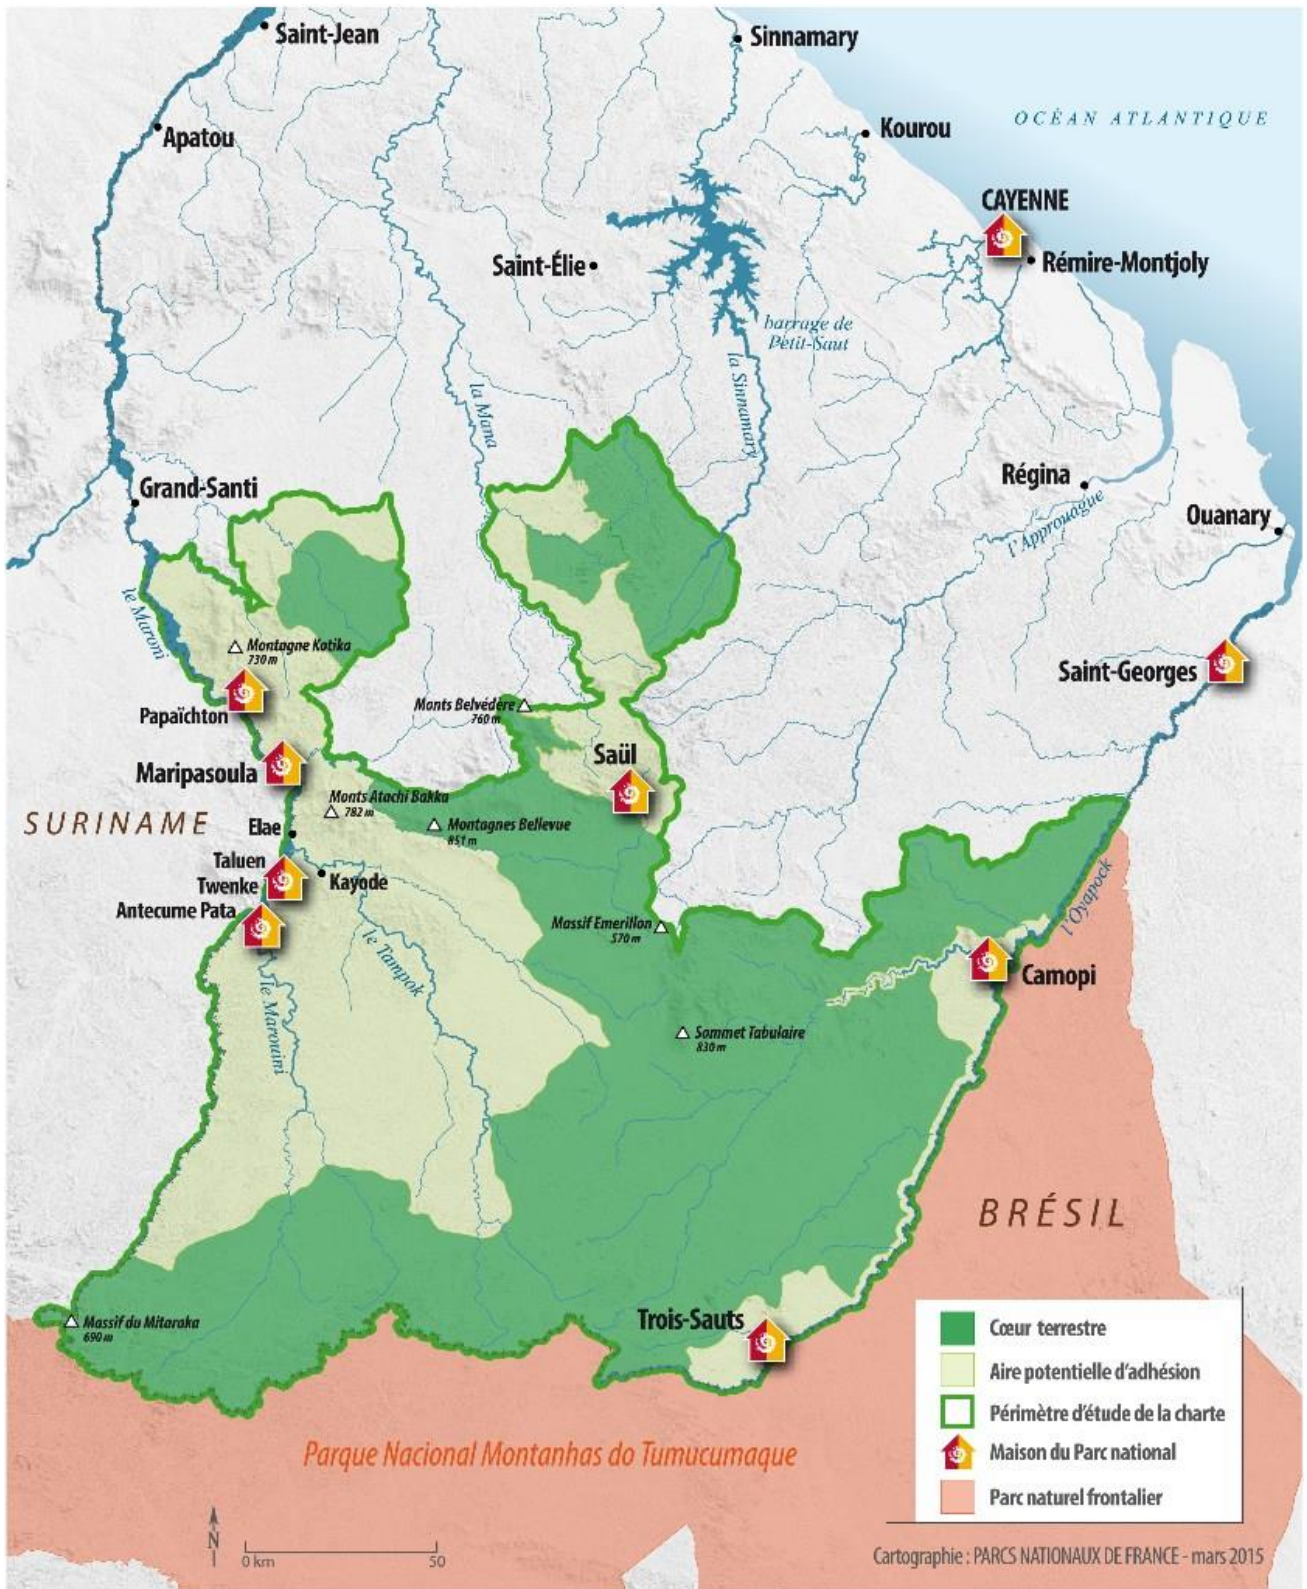 Saint-Jean
Sinnamary
Apatou
Kourou
OCÉAN ATLANTIQUE
CAYENNE
Saint-Élie
Rémire-Montjoly
barrage de
Petit-Saut
la Mana
la Sinnamary
Grand-Santi
Régina
l'Approuague
Ouanary
le Maroni
Montagne Kotika
730 m
Saint-Georges
Papaïchton
Monts Belvédère
760 m
Saül
Maripasoula
SURINAME
Monts Atachi Bakka
782 m
Elae
Montagnes Bellevue
851 m
Taluen
Twenke
Kayode
Antecume Pata
Massif Emerillon
570 m
l'Oyapock
le Tampok
le Marouini
Camopi
Sommet Tabulaire
830 m
BRÉSIL
Massif du Mitaraka
690 m
Trois-Sauts
Cœur terrestre
Aire potentielle d'adhésion
Périmètre d'étude de la charte
Maison du Parc national
Parc naturel frontalier
Parque Nacional Montanhas do Tumucumaque
N
0 km 50
Cartographie : PARCS NATIONAUX DE FRANCE - mars 2015